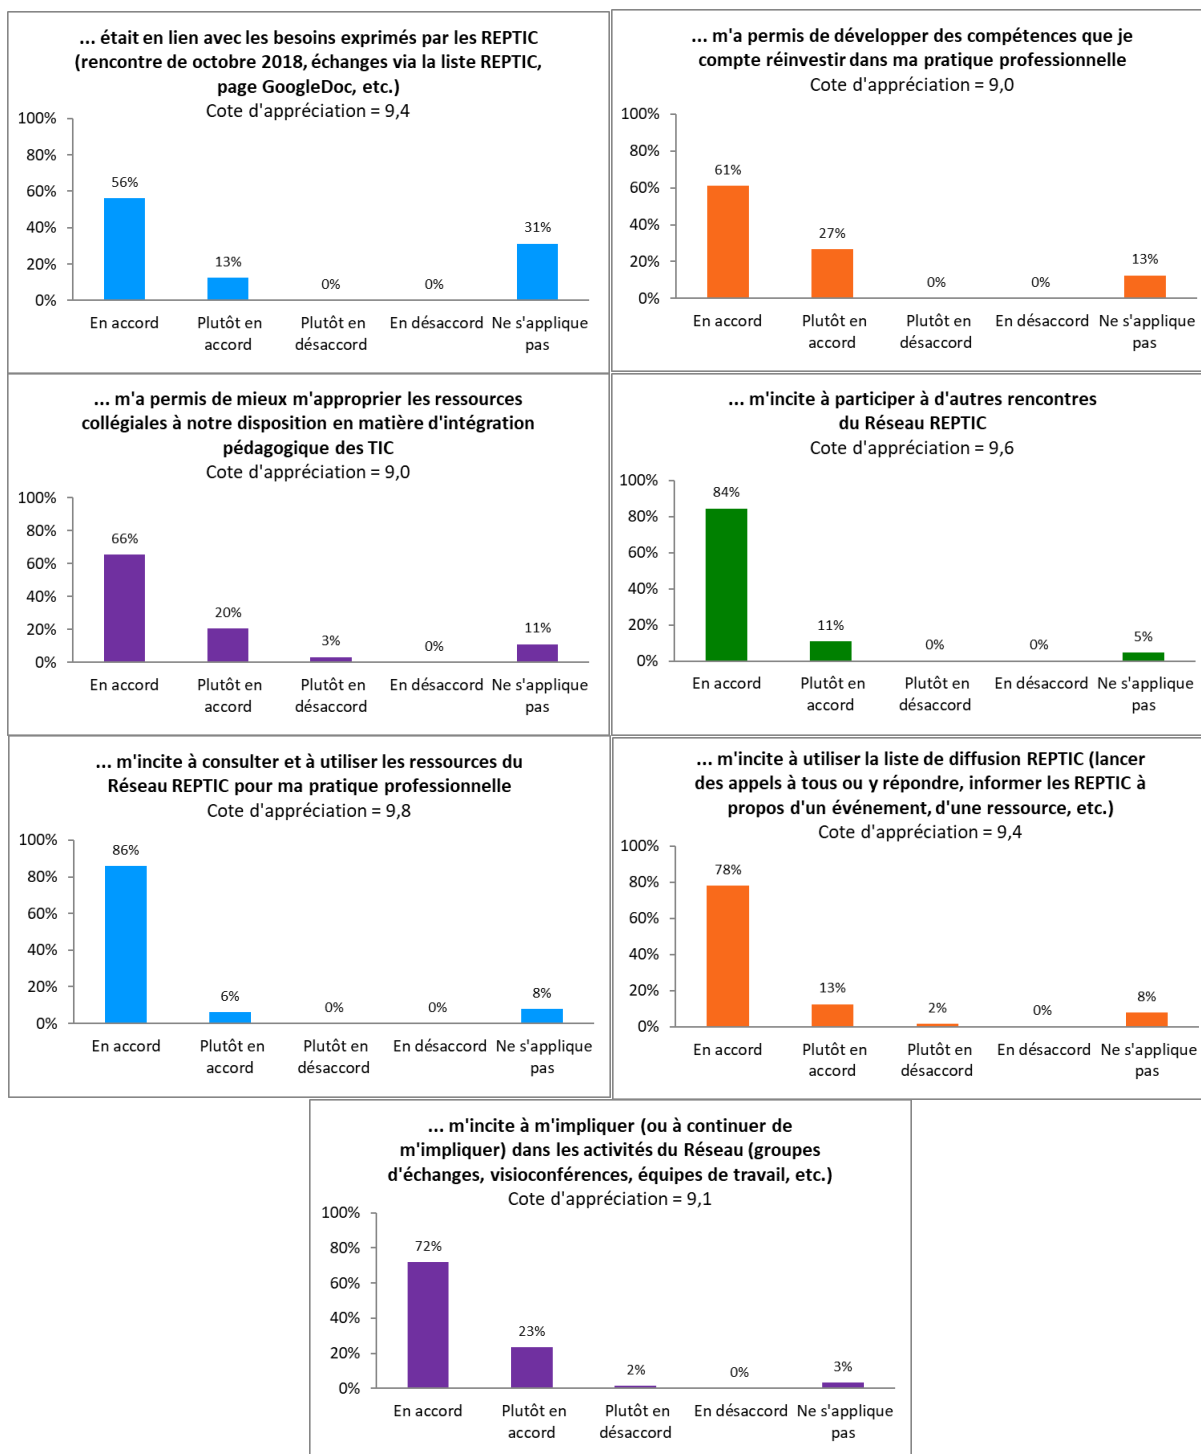 ... était en lien avec les besoins exprimés par les REPTIC
(rencontre de octobre 2018, échanges via la liste REPTIC,
page GoogleDoc, etc.)
Cote d'appréciation = 9,4
100%
80%
60%
40%
20%
0%
56%
13%
0%
0%
31%
En accord
Plutôt en
accord
Plutôt en
désaccord
En désaccord
Ne s'applique
pas
... m'a permis de développer des compétences que je
compte réinvestir dans ma pratique professionnelle
Cote d'appréciation = 9,0
100%
80%
60%
40%
20%
0%
61%
27%
0%
0%
13%
En accord
Plutôt en
accord
Plutôt en
désaccord
En désaccord
Ne s'applique
pas
... m'a permis de mieux m'approprier les ressources
collégiales à notre disposition en matière d'intégration
pédagogique des TIC
Cote d'appréciation = 9,0
100%
80%
60%
40%
20%
0%
66%
20%
3%
0%
11%
En accord
Plutôt en
accord
Plutôt en
désaccord
En désaccord
Ne s'applique
pas
... m'incite à participer à d'autres rencontres
du Réseau REPTIC
Cote d'appréciation = 9,6
100%
80%
60%
40%
20%
0%
84%
11%
0%
0%
5%
En accord
Plutôt en
accord
Plutôt en
désaccord
En désaccord
Ne s'applique
pas
... m'incite à consulter et à utiliser les ressources du
Réseau REPTIC pour ma pratique professionnelle
Cote d'appréciation = 9,8
100%
80%
60%
40%
20%
0%
86%
6%
0%
0%
8%
En accord
Plutôt en
accord
Plutôt en
désaccord
En désaccord
Ne s'applique
pas
... m'incite à utiliser la liste de diffusion REPTIC (lancer
des appels à tous ou y répondre, informer les REPTIC à
propos d'un événement, d'une ressource, etc.)
Cote d'appréciation = 9,4
100%
80%
60%
40%
20%
0%
78%
13%
2%
0%
8%
En accord
Plutôt en
accord
Plutôt en
désaccord
En désaccord
Ne s'applique
pas
... m'incite à m'impliquer (ou à continuer de
m'impliquer) dans les activités du Réseau (groupes
d'échanges, visioconférences, équipes de travail, etc.)
Cote d'appréciation = 9,1
100%
80%
60%
40%
20%
0%
72%
23%
2%
0%
3%
En accord
Plutôt en
accord
Plutôt en
désaccord
En désaccord
Ne s'applique
pas